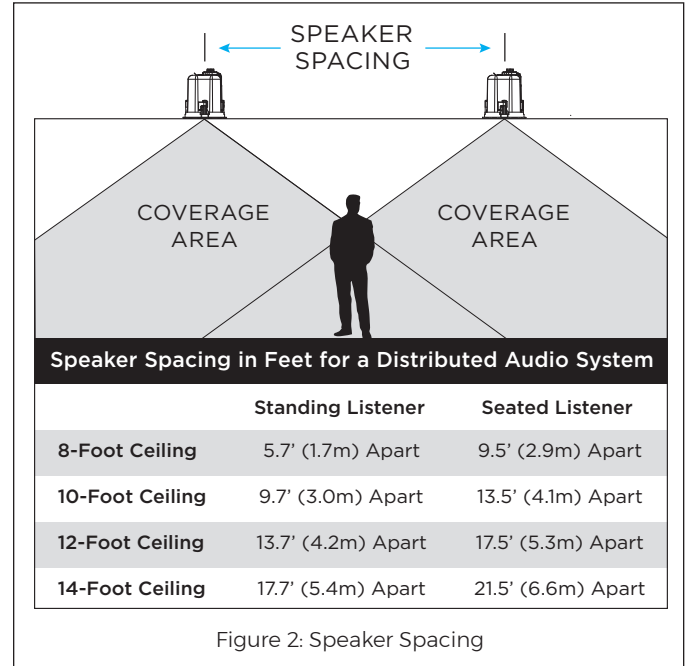 SPEAKER
SPACING
COVERAGE
AREA
COVERAGE
AREA
Speaker Spacing in Feet for a Distributed Audio System
Standing Listener Seated Listener
8-Foot Ceiling 5.7' (1.7m) Apart 9.5' (2.9m) Apart
10-Foot Ceiling 9.7' (3.0m) Apart 13.5' (4.1m) Apart
12-Foot Ceiling 13.7' (4.2m) Apart 17.5' (5.3m) Apart
14-Foot Ceiling 17.7' (5.4m) Apart 21.5' (6.6m) Apart
Figure 2: Speaker Spacing